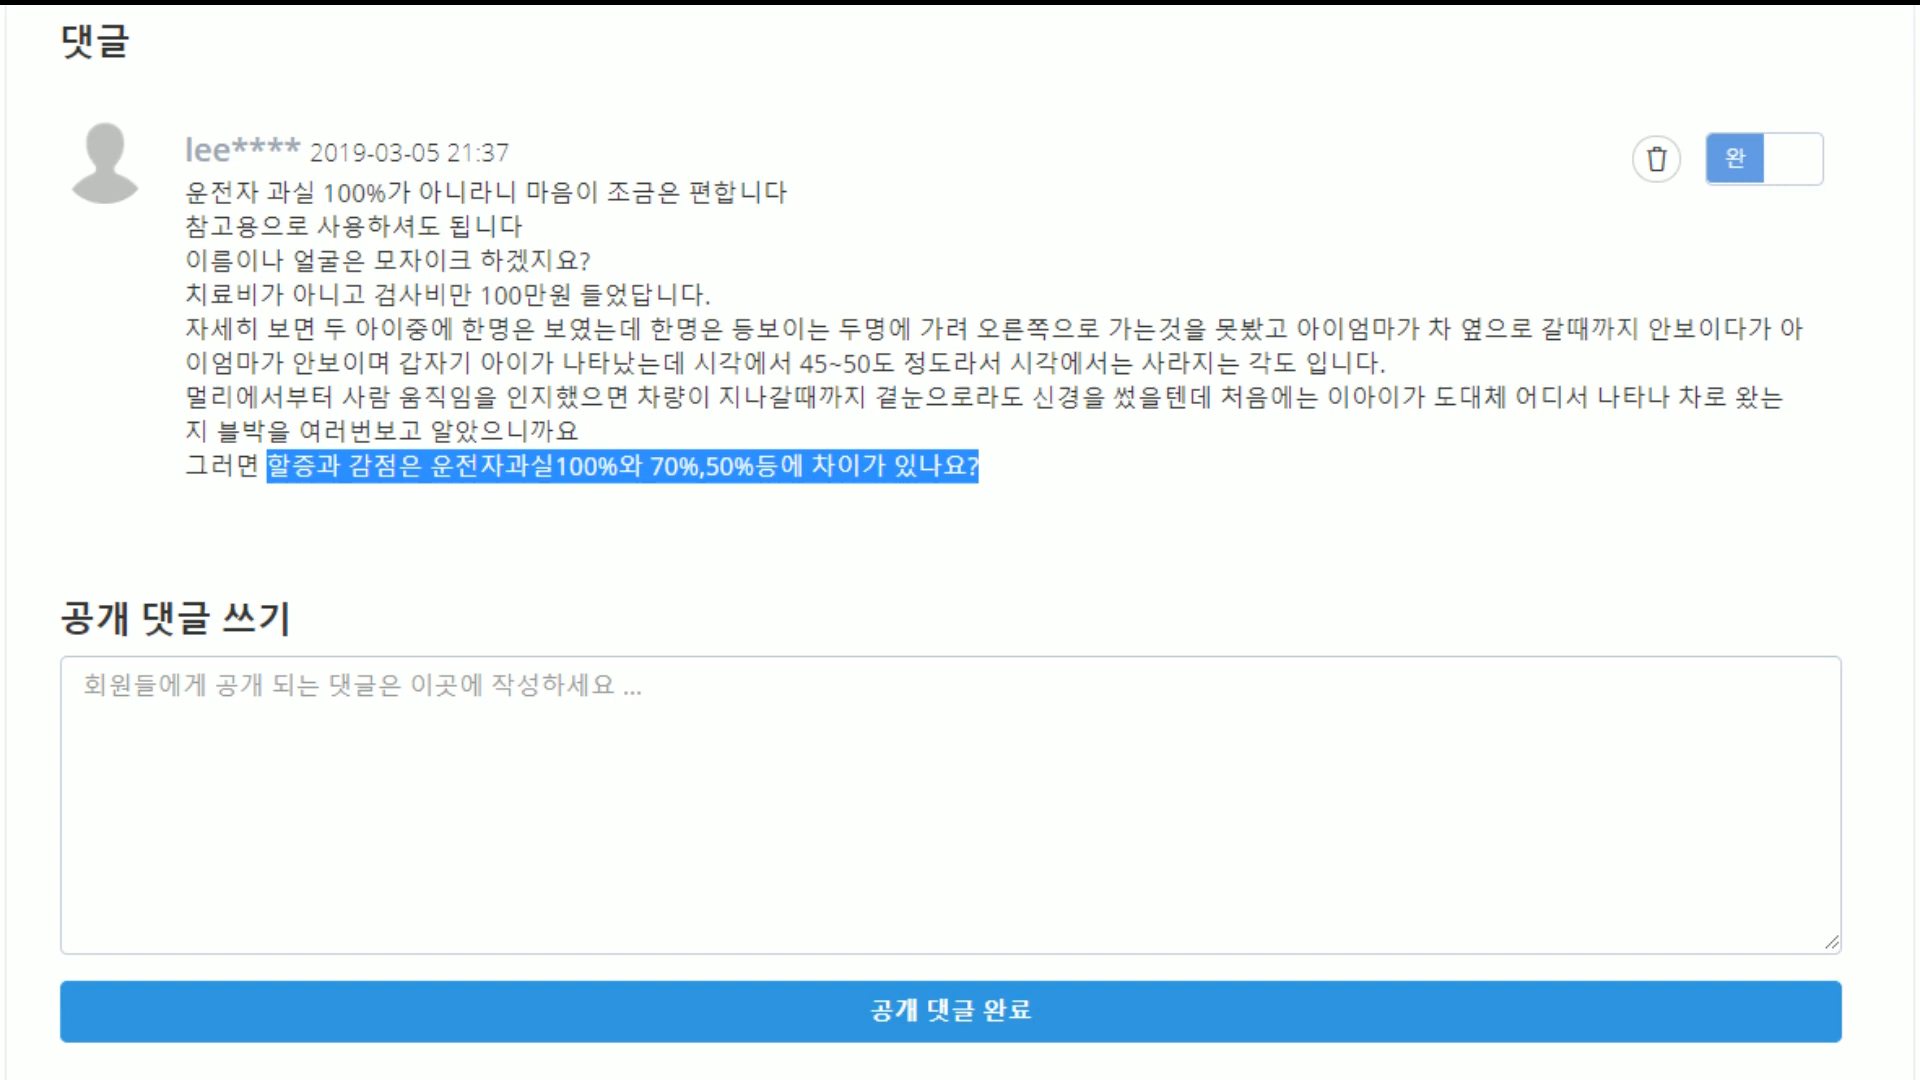 댓글
lee**** 2019-03-05 21:37
완
운전자 과실 100%가 아니라니 마음이 조금은 편합니다
참고용으로 사용하셔도 됩니다
이름이나 얼굴은 모자이크 하겠지요?
치료비가 아니고 검사비만 100만원 들었답니다.
자세히 보면 두 아이중에 한명은 보였는데 한명은 등보이는 두명에 가려 오른쪽으로 가는것을 못봤고 아이엄마가 차 옆으로 갈때까지 안보이다가 아
이엄마가 안보이며 갑자기 아이가 나타났는데 시각에서 45~50도 정도라서 시각에서는 사라지는 각도 입니다.
멀리에서부터 사람 움직임을 인지했으면 차량이 지나갈때까지 곁눈으로라도 신경을 썼을텐데 처음에는 이아이가 도대체 어디서 나타나 차로 왔는
지 블박을 여러번보고 알았으니까요
그러면 할증과 감점은 운전자과실100%와 70%,50%등에 차이가 있나요?
공개 댓글 쓰기
회원들에게 공개 되는 댓글은 이곳에 작성하세요 ...
공개 댓글 완료